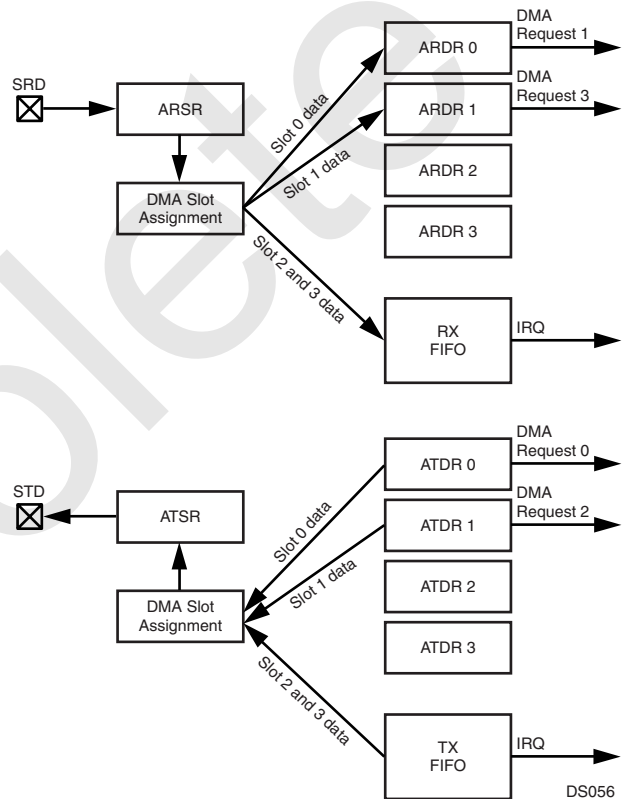 DMA
Request 1
ARDR 0
SRD
ARSR
DMA
Request 3
ARDR 1
Slot 0 data
Slot 1 data
DMA Slot
Assignment
ARDR 2
ARDR 3
Slot 2 and 3 data
RX
FIFO
IRQ
DMA
Request 0
ATDR 0
STD
ATSR
DMA
Request 2
ATDR 1
Slot 0 data
Slot 1 data
DMA Slot
Assignment
ATDR 2
ATDR 3
Slot 2 and 3 data
TX
FIFO
IRQ
DS056
olete